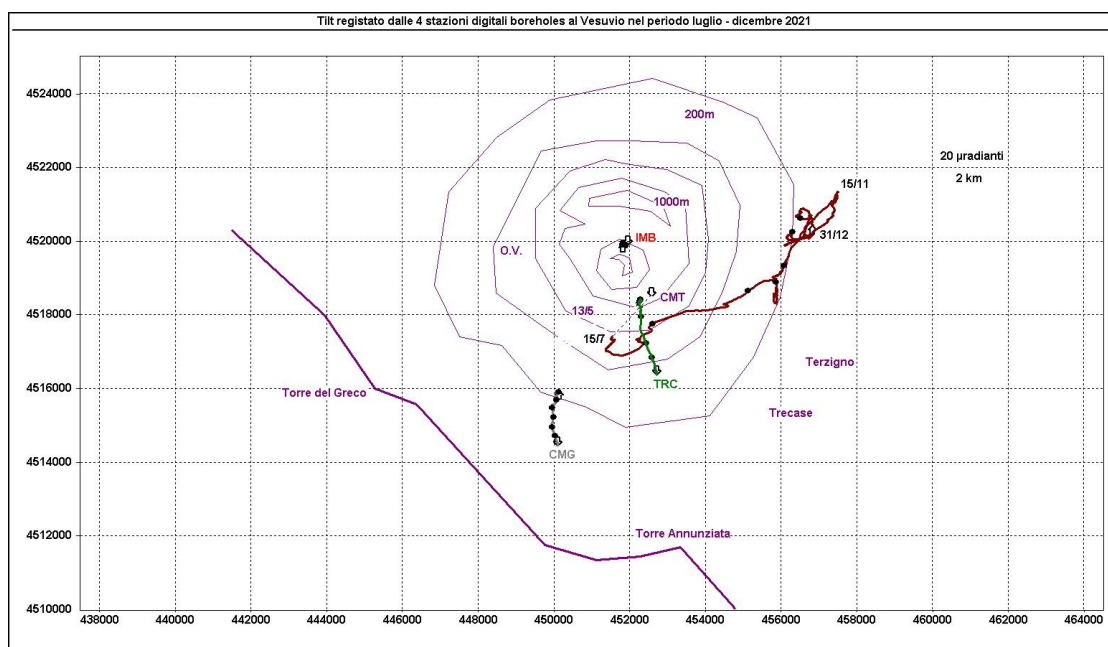 Tilt registato dalle 4 stazioni digitali boreholes al Vesuvio nel periodo luglio - dicembre 2021
4524000
200m
20 µradianti
4522000
2 km
15/11
1000m
4520000
IMB
31/12
O.V.
CMT
4518000
13/5
15/7
Terzigno
4516000
TRC
Torre del Greco
Trecase
4514000
CMG
4512000
Torre Annunziata
4510000
438000 440000 442000 444000 446000 448000 450000 452000 454000 456000 458000 460000 462000 464000